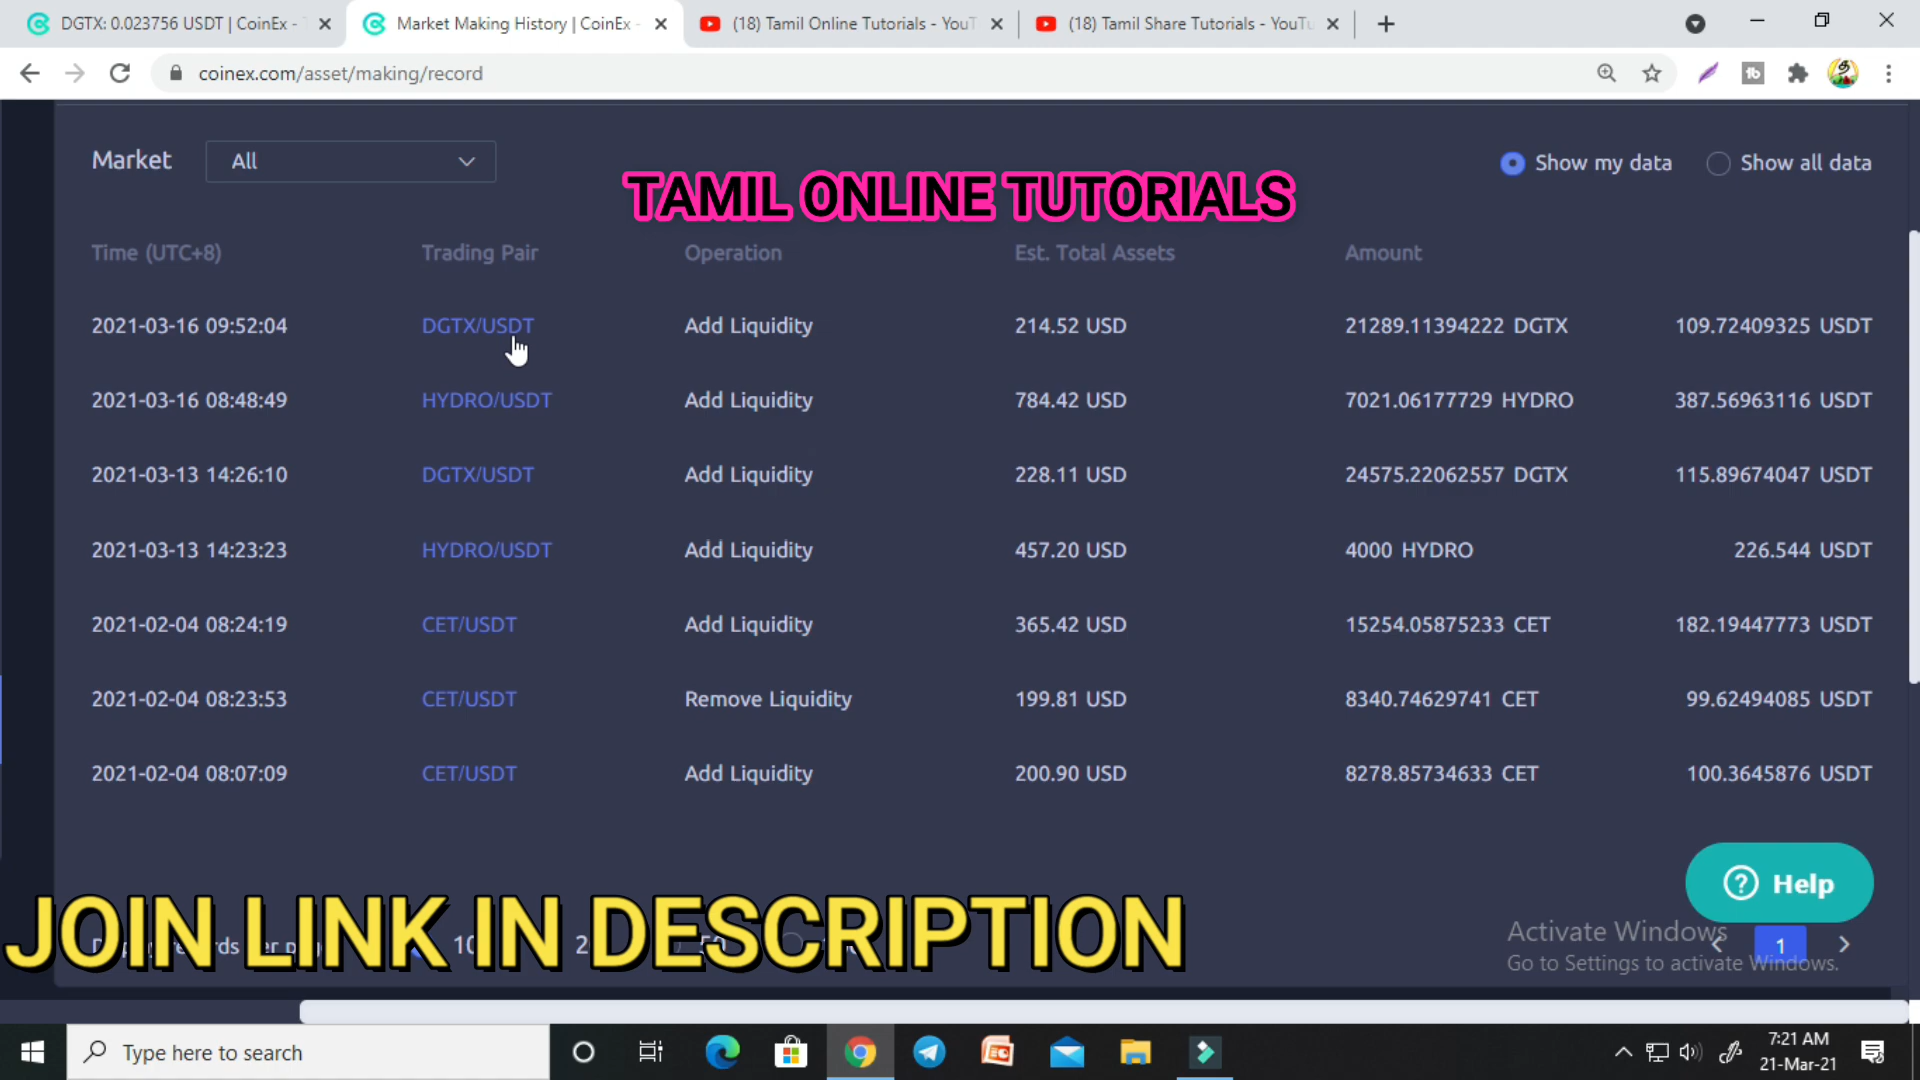 DGTX: 0.023756 USDT | CoinEx -
Market Making History | CoinEx -
(18) Tamil Online Tutorials - YouT
(18) Tamil Share Tutorials - YouTu
coinex.com/asset/making/record
Market All Show my data Show all data
TAMIL ONLINE TUTORIALS
Time (UTC+8) Trading Pair Operation Est. Total Assets Amount
2021-03-16 09:52:04 DGTX/USDT Add Liquidity 214.52 USD 21289.11394222 DGTX 109.72409325 USDT
2021-03-16 08:48:49 HYDRO/USDT Add Liquidity 784.42 USD 7021.06177729 HYDRO 387.56963116 USDT
2021-03-13 14:26:10 DGTX/USDT Add Liquidity 228.11 USD 24575.22062557 DGTX 115.89674047 USDT
2021-03-13 14:23:23 HYDRO/USDT Add Liquidity 457.20 USD 4000 HYDRO 226.544 USDT
2021-02-04 08:24:19 CET/USDT Add Liquidity 365.42 USD 15254.05875233 CET 182.19447773 USDT
2021-02-04 08:23:53 CET/USDT Remove Liquidity 199.81 USD 8340.74629741 CET 99.62494085 USDT
2021-02-04 08:07:09 CET/USDT Add Liquidity 200.90 USD 8278.85734633 CET 100.3645876 USDT
Help
JOIN LINK IN DESCRIPTION
Activate Windows
1
Go to Settings to activate Windows.
Type here to search
7:21 AM
21-Mar-21